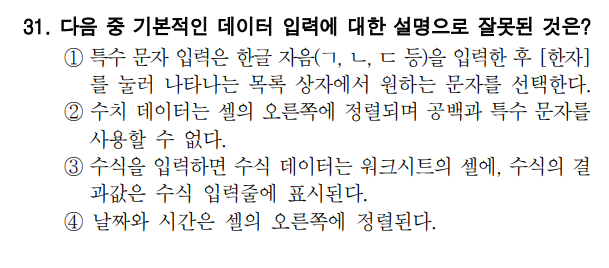 31. 다음 중 기본적인 데이터 입력에 대한 설명으로 잘못된 것은?
① 특수 문자 입력은 한글 자음(ㄱ, ㄴ, ㄷ 등)을 입력한 후 [한자]
를 눌러 나타나는 목록 상자에서 원하는 문자를 선택한다.
② 수치 데이터는 셀의 오른쪽에 정렬되며 공백과 특수 문자를
사용할 수 없다.
③ 수식을 입력하면 수식 데이터는 워크시트의 셀에, 수식의 결
과값은 수식 입력줄에 표시된다.
④ 날짜와 시간은 셀의 오른쪽에 정렬된다.